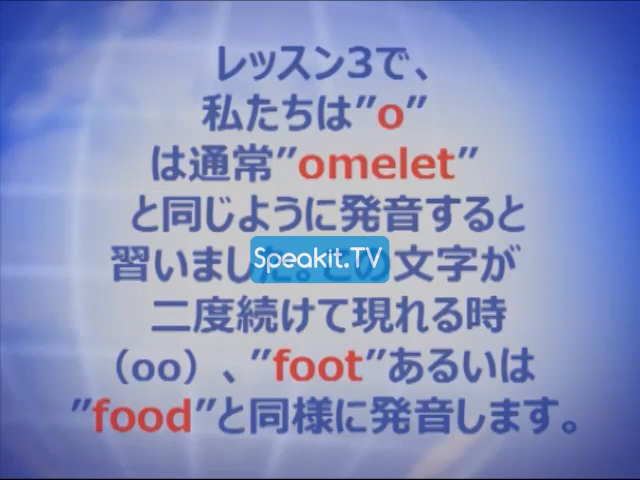 レッスン3で、
私たちは”o”
は通常”omelet”
と同じように発音すると
習いました。この文字が
Speakit.TV
二度続けて現れる時
（oo）、”foot”あるいは
”food”と同様に発音します。